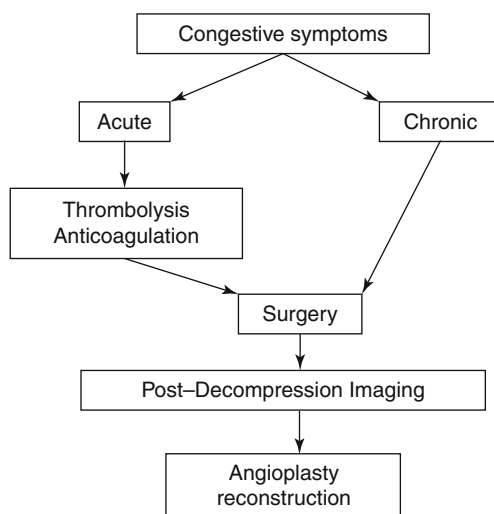 Congestive symptoms
Acute
Chronic
Thrombolysis
Anticoagulation
Surgery
Post–Decompression Imaging
Angioplasty
reconstruction